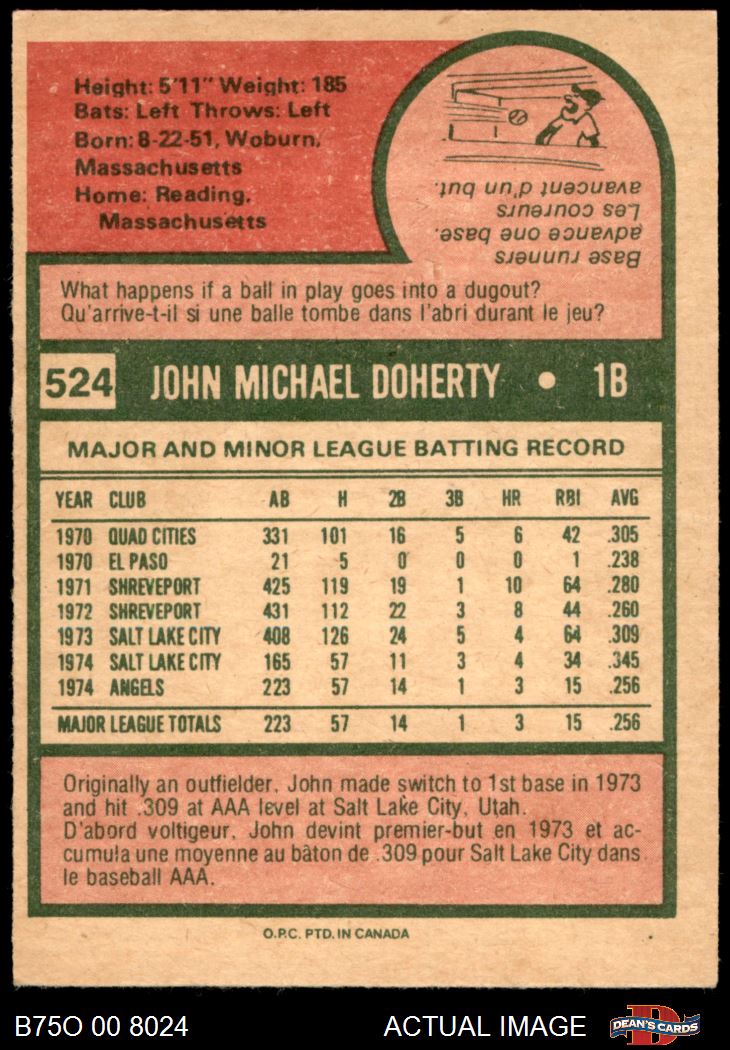 Height: 5'11" Weight: 185
Bats: Left Throws: Left
Born: 8-22-51, Woburn,
Massachusetts
Home: Reading,
Massachusetts
Base runners
advance one base.
Les coureurs
avancent d'un but.
What happens if a ball in play goes into a dugout?
Qu'arrive-t-il si une balle tombe dans l'abri durant le jeu?
524 JOHN MICHAEL DOHERTY • 1B
MAJOR AND MINOR LEAGUE BATTING RECORD
YEAR CLUB AB H 2B 3B HR RBI AVG
1970 QUAD CITIES 331 101 16 5 6 42 .305
1970 EL PASO 21 5 0 0 0 1 .238
1971 SHREVEPORT 425 119 19 1 10 64 .280
1972 SHREVEPORT 431 112 22 3 8 44 .260
1973 SALT LAKE CITY 408 126 24 5 4 64 .309
1974 SALT LAKE CITY 165 57 11 3 4 34 .345
1974 ANGELS 223 57 14 1 3 15 .256
MAJOR LEAGUE TOTALS 223 57 14 1 3 15 .256
Originally an outfielder, John made switch to 1st base in 1973
and hit .309 at AAA level at Salt Lake City, Utah.
D'abord voltigeur, John devint premier-but en 1973 et ac-
cumula une moyenne au bâton de .309 pour Salt Lake City dans
le baseball AAA.
O.P.C. PTD. IN CANADA
B75O 00 8024 ACTUAL IMAGE
DEAN'S CARDS